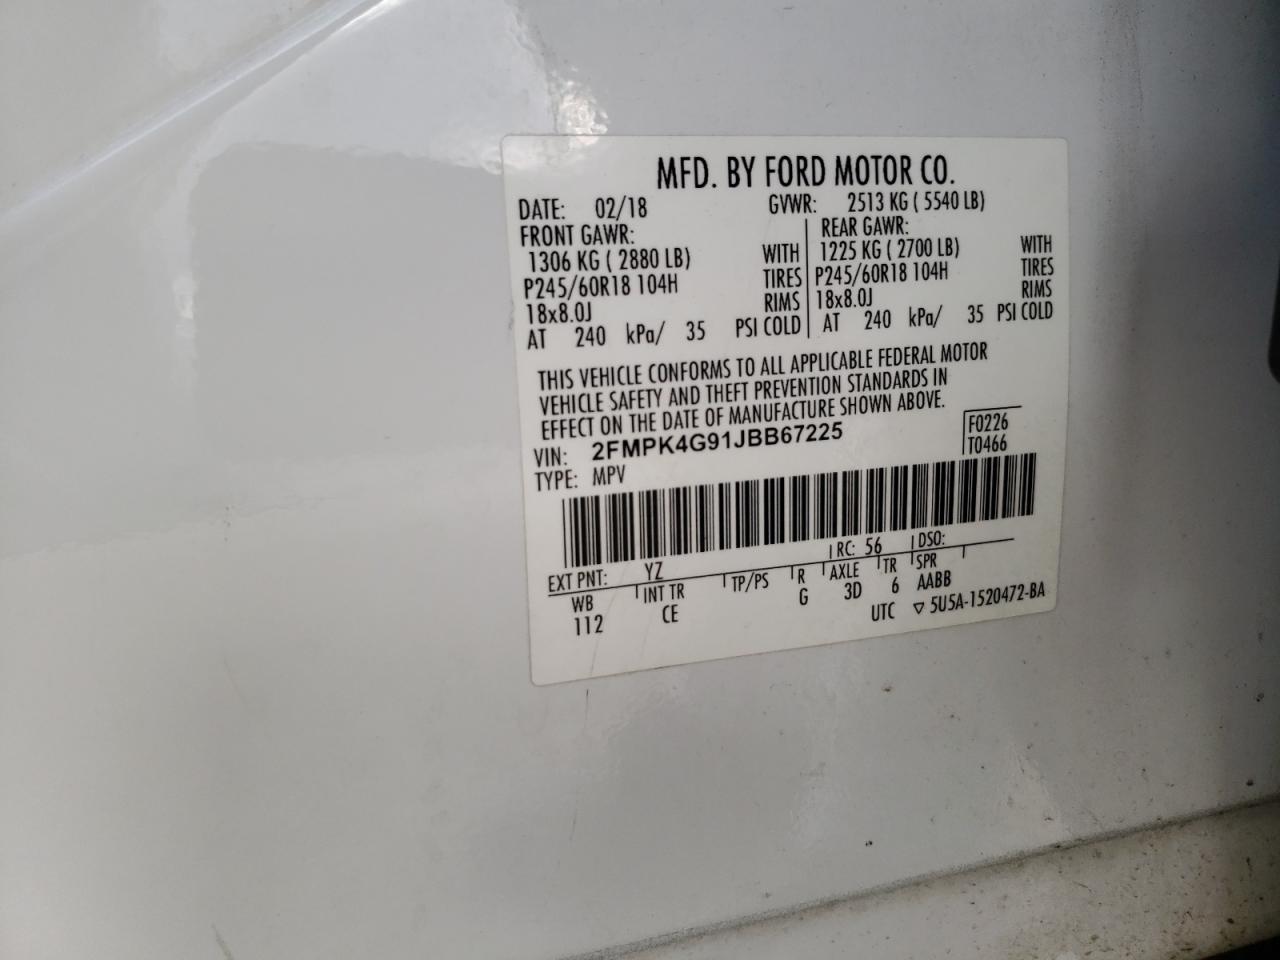 MFD. BY FORD MOTOR CO.
DATE: 02/18 GVWR: 2513 KG ( 5540 LB)
FRONT GAWR: REAR GAWR:
1306 KG ( 2880 LB) WITH 1225 KG ( 2700 LB) WITH
P245/60R18 104H TIRES P245/60R18 104H TIRES
18x8.0J RIMS 18x8.0J RIMS
AT 240 kPa/ 35 PSI COLD AT 240 kPa/ 35 PSI COLD
THIS VEHICLE CONFORMS TO ALL APPLICABLE FEDERAL MOTOR
VEHICLE SAFETY AND THEFT PREVENTION STANDARDS IN
EFFECT ON THE DATE OF MANUFACTURE SHOWN ABOVE.
VIN: 2FMPK4G91JBB67225 F0226
TYPE: MPV T0466
EXT PNT: YZ RC: 56 DSO:
WB INT TR TP/PS R AXLE TR SPR
112 CE G 3D 6 AABB
UTC ▽ 5U5A-1520472-BA